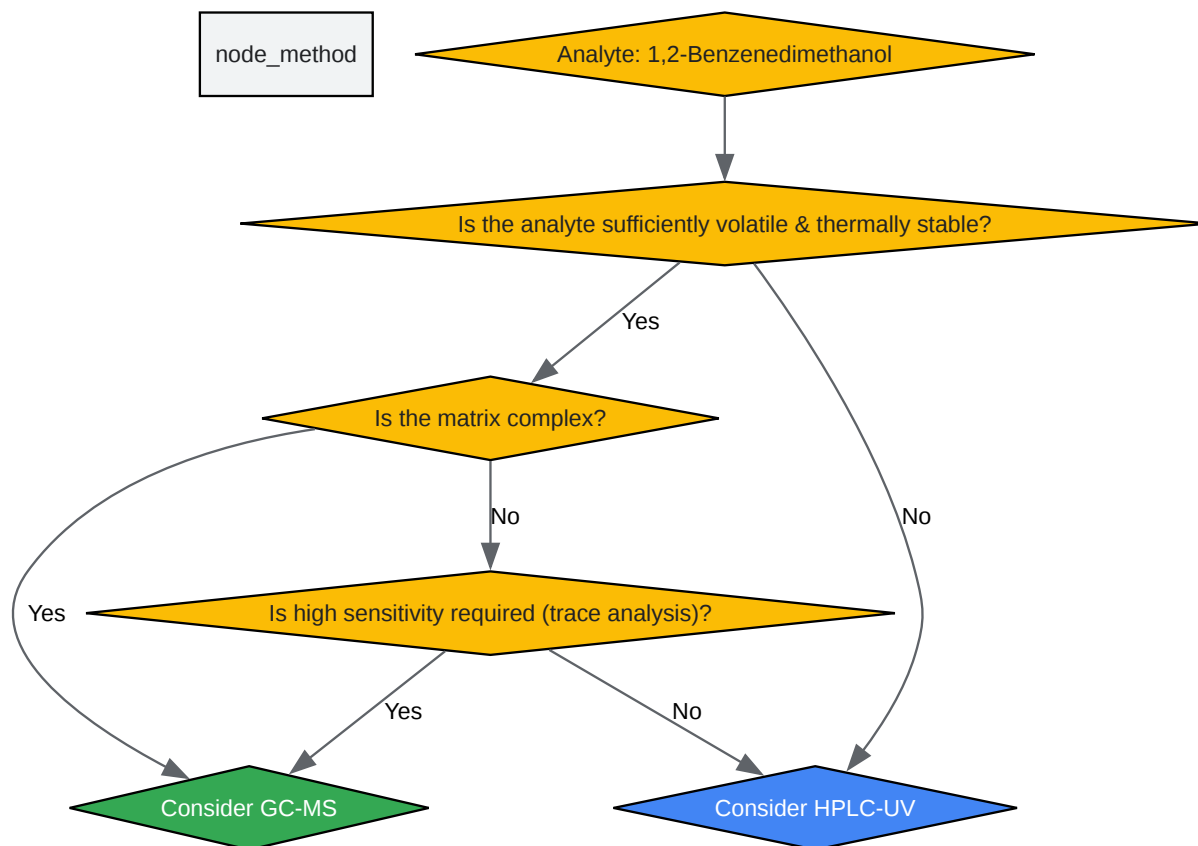 node_method
Analyte: 1,2-Benzenedimethanol
Is the analyte sufficiently volatile & thermally stable?
Yes
Is the matrix complex?
No
No
Yes
Is high sensitivity required (trace analysis)?
Yes
No
Consider GC-MS
Consider HPLC-UV